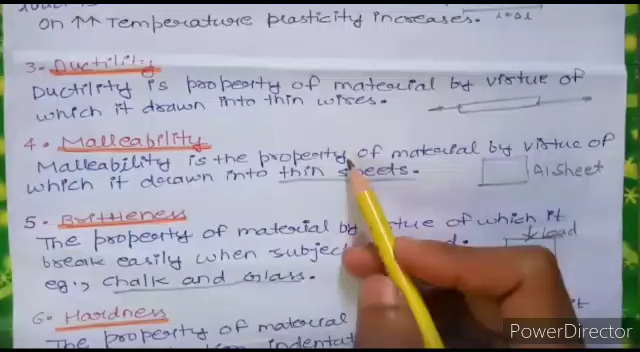 on ↑↑ Temperature plasticity increases.
3. Ductility
Ductility is property of material by virtue of
which it drawn into thin wires.
4. Malleability
Malleability is the property of material by virtue of
which it drawn into thin sheets.
Al Sheet
5. Brittleness
The property of material by virtue of which it
break easily when subject load.
eg., Chalk and Glass.
load
6. Hardness
The property of material
PowerDirector